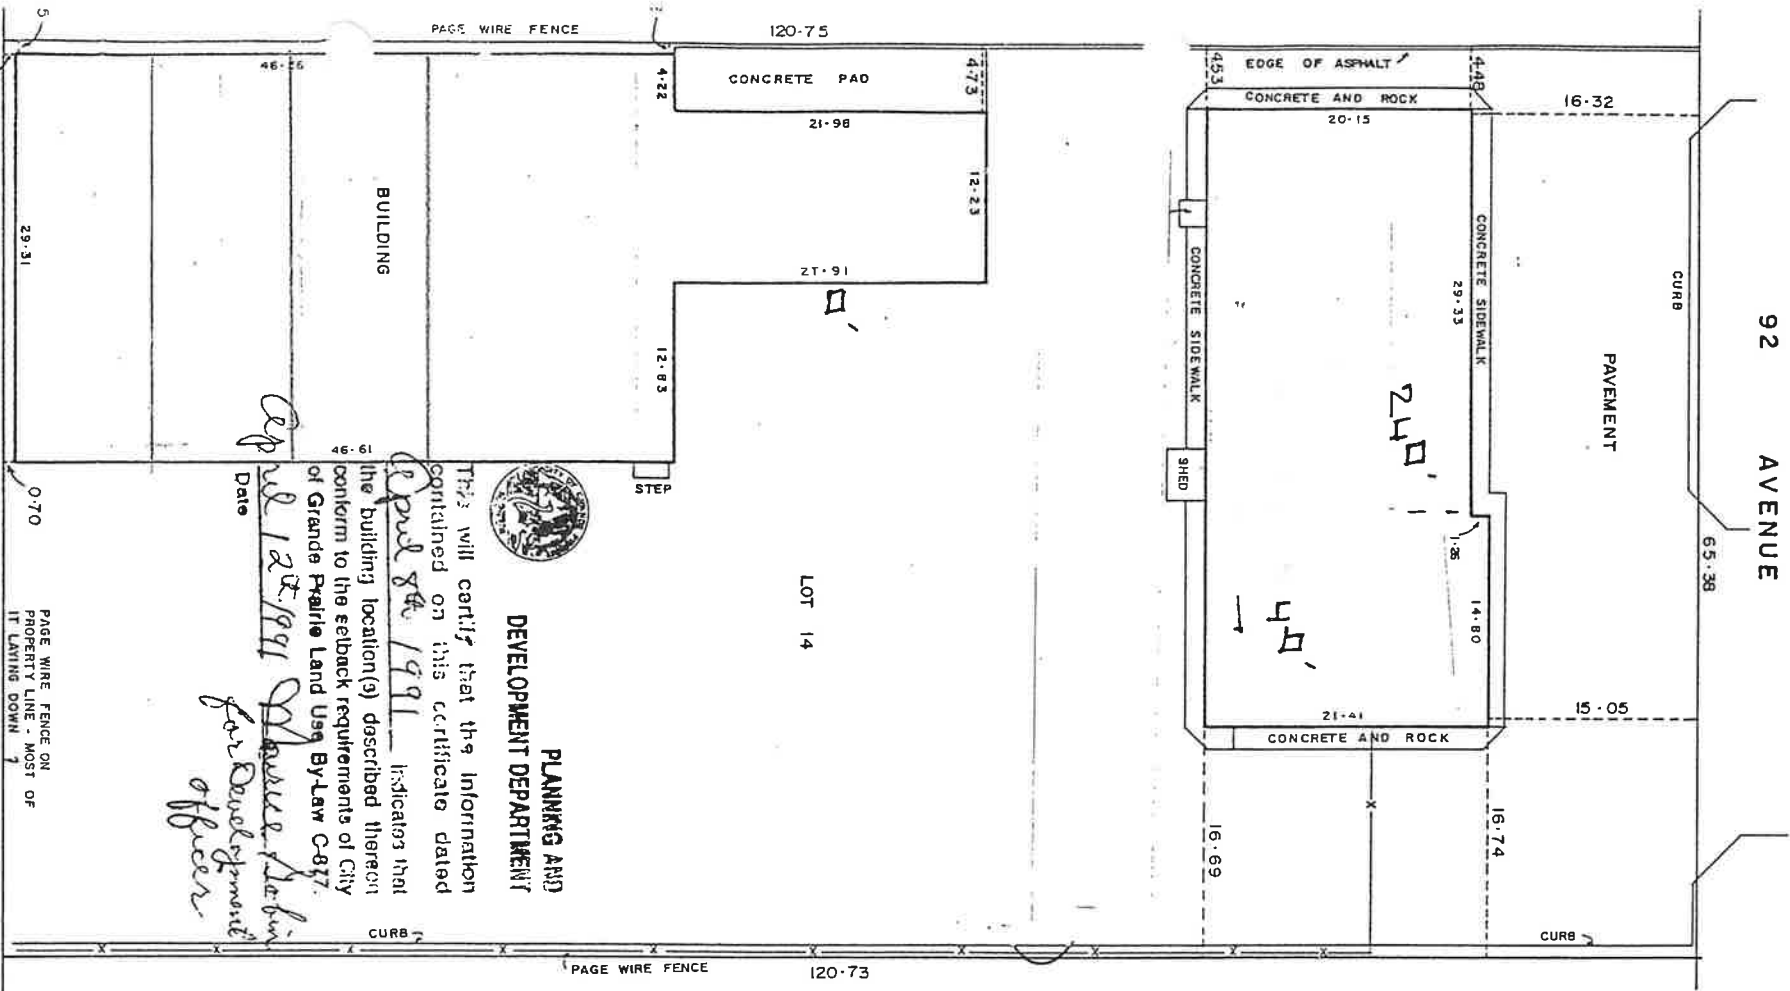 PAGE WIRE FENCE
120·75
5
46·26
4·22
CONCRETE PAD
4·73
21·98
12·23
21·91
12·83
BUILDING
29·31
46·61
STEP
0·70
4·53
EDGE OF ASPHALT
4·48
CONCRETE AND ROCK
20·15
16·32
CONCRETE SIDEWALK
29·33
CONCRETE SIDEWALK
SHED
240'
40'
1·26
14·80
21·41
CONCRETE AND ROCK
15·05
16·69
16·74
CURB
PAVEMENT
92 AVENUE
65·38
LOT 14
PLANNING AND
DEVELOPMENT DEPARTMENT
This will certify that the information
contained on this certificate dated
April 8th 1991 indicates that
the building location(s) described thereon
conform to the setback requirements of City
of Grande Prairie Land Use By-Law C-877.
April 12th 1991
Date
for Development
officer.
PAGE WIRE FENCE ON
PROPERTY LINE - MOST OF
IT LAYING DOWN
CURB
CURB
PAGE WIRE FENCE
120·73